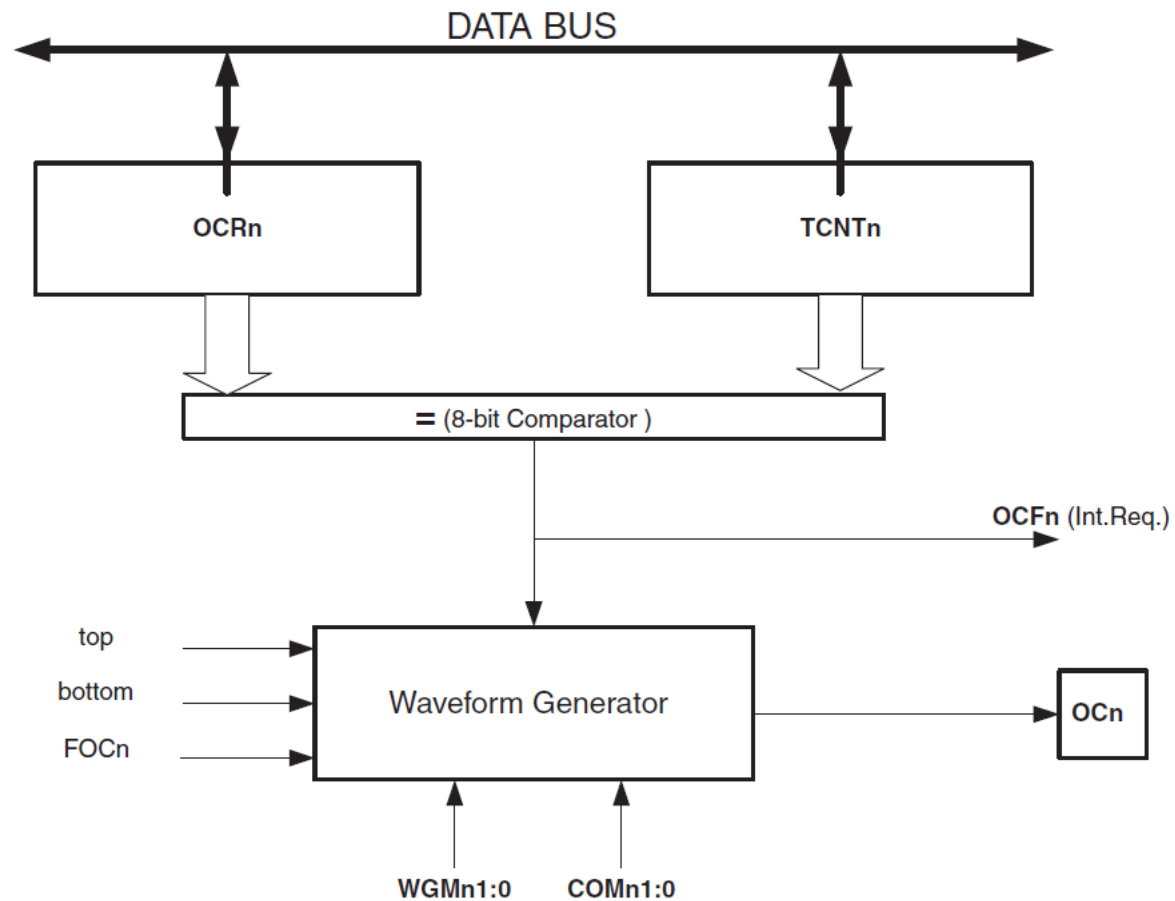 DATA BUS
OCRn
TCNTn
= (8-bit Comparator )
OCFn (Int.Req.)
top
bottom
FOCn
Waveform Generator
OCn
WGMn1:0
COMn1:0